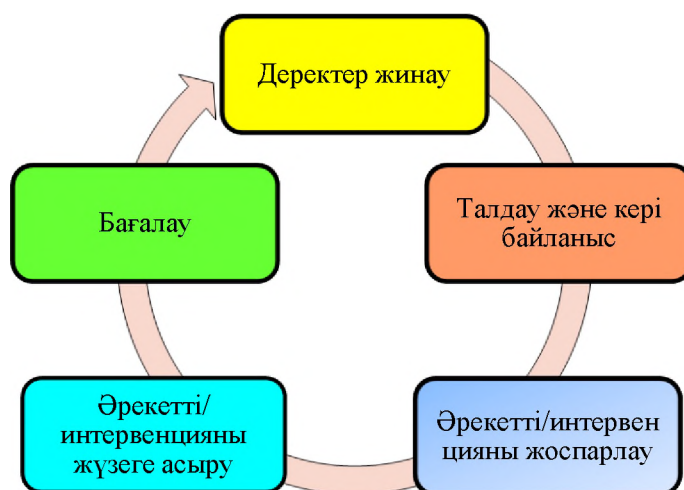 Деректер жинау
Талдау және кері
байланыс
Әрекетті/интервен
цияны жоспарлау
Әрекетті/
интервенцияны
жүзеге асыру
Бағалау